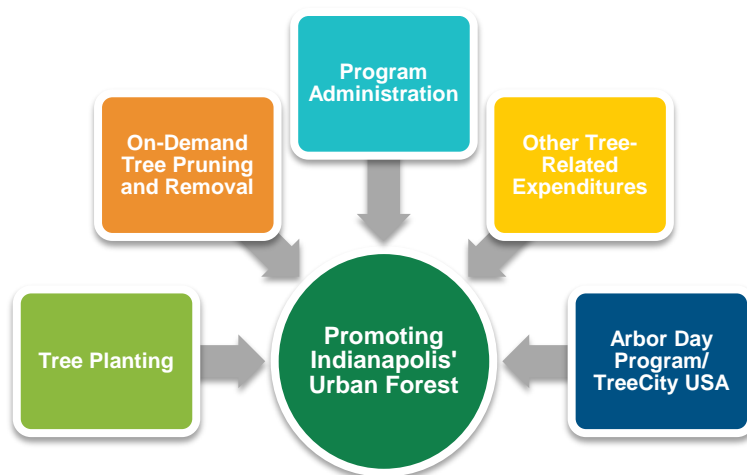 Program
Administration
On-Demand
Tree Pruning
and Removal
Other Tree-
Related
Expenditures
Tree Planting
Promoting
Indianapolis'
Urban Forest
Arbor Day
Program/
TreeCity USA